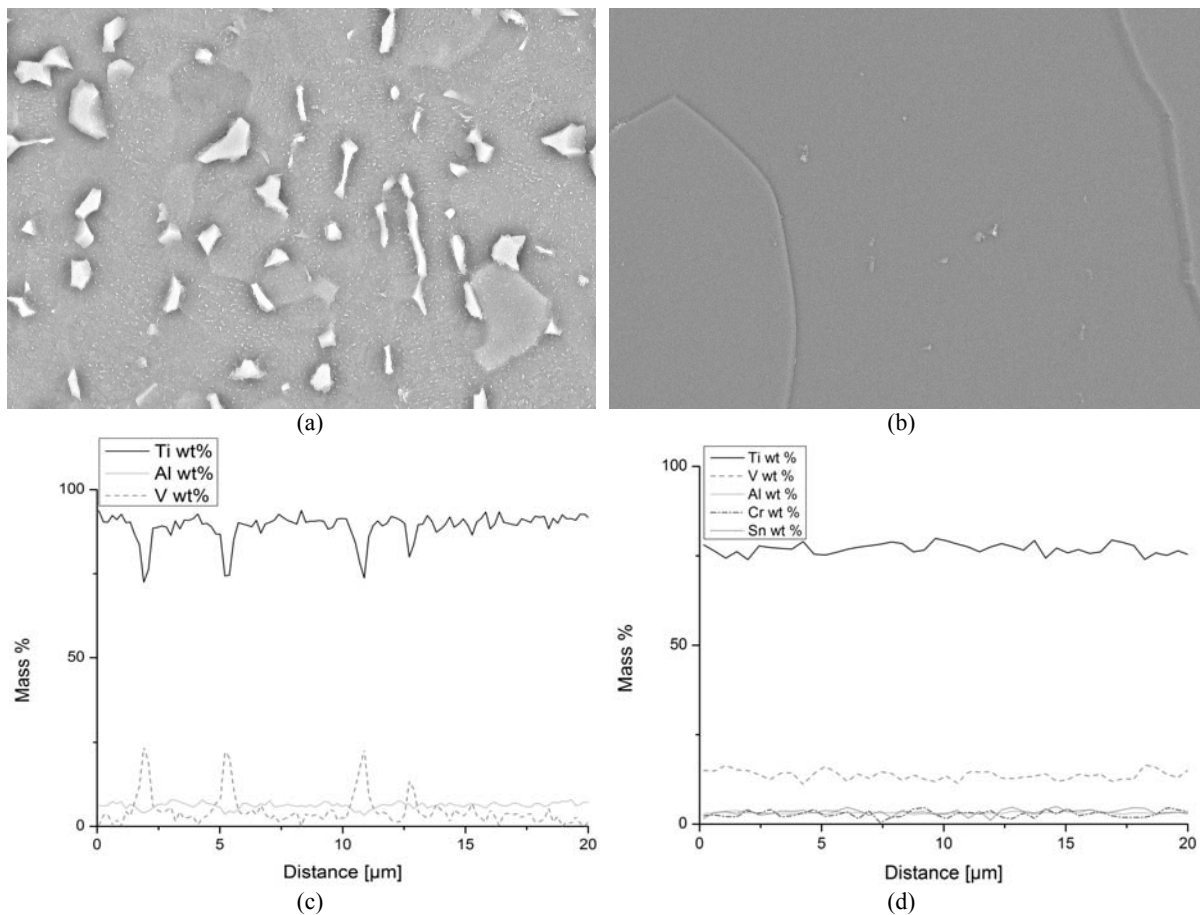 (a)
(b)
Ti wt%
Al wt%
V wt%
100
50
0
Mass %
0 5 10 15 20
Distance [µm]
(c)
Ti wt %
V wt %
Al wt %
Cr wt %
Sn wt %
100
50
0
Mass %
0 5 10 15 20
Distance [µm]
(d)